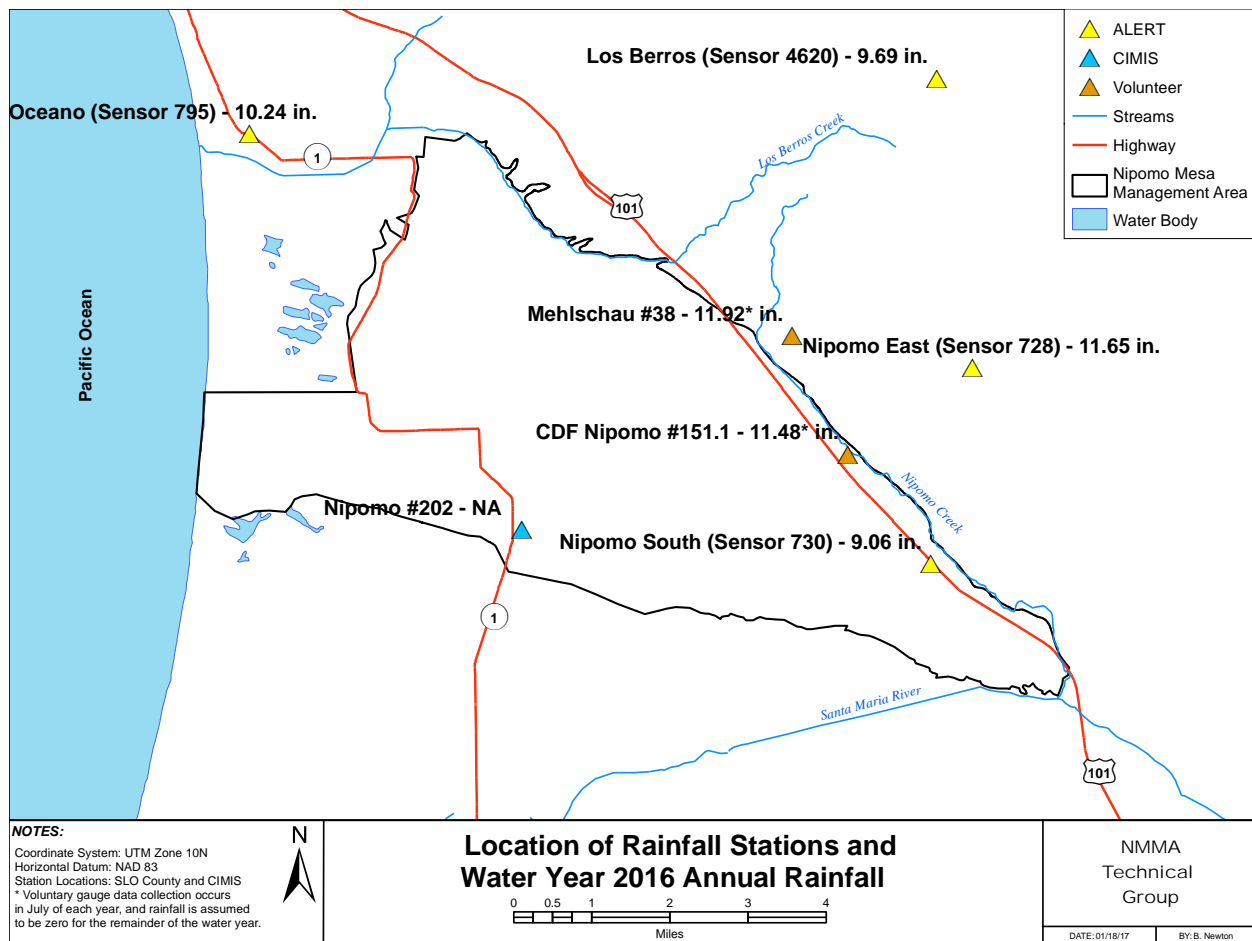 Los Berros (Sensor 4620) - 9.69 in.
Oceano (Sensor 795) - 10.24 in.
1
101
Los Berros Creek
ALERT
CIMIS
Volunteer
Streams
Highway
Nipomo Mesa
Management Area
Water Body
Pacific Ocean
Mehlschau #38 - 11.92* in.
Nipomo East (Sensor 728) - 11.65 in.
CDF Nipomo #151.1 - 11.48* in.
Nipomo Creek
Nipomo #202 - NA
Nipomo South (Sensor 730) - 9.06 in.
1
Santa Maria River
101
NOTES:
Coordinate System: UTM Zone 10N
Horizontal Datum: NAD 83
Station Locations: SLO County and CIMIS
* Voluntary gauge data collection occurs
in July of each year, and rainfall is assumed
to be zero for the remainder of the water year.
N
Location of Rainfall Stations and
Water Year 2016 Annual Rainfall
0 0.5 1 2 3 4
Miles
NMMA
Technical
Group
DATE: 01/18/17 BY: B. Newton